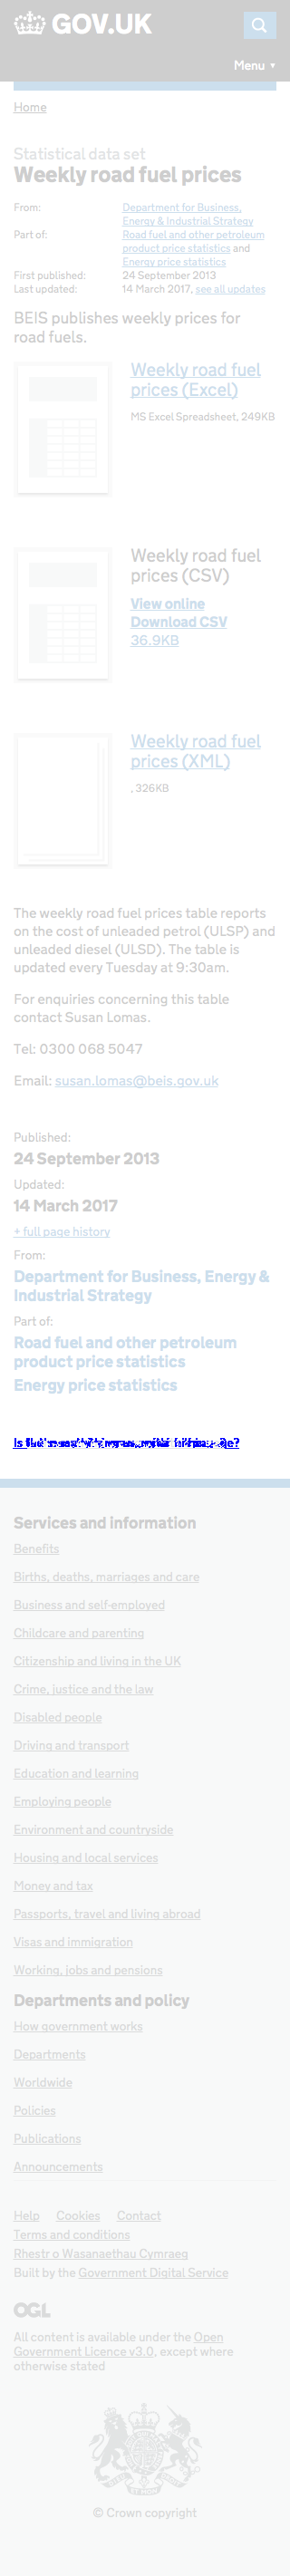 GOV.UK
Menu ▼
Home
Statistical data set
Weekly road fuel prices
From: Department for Business,
Energy & Industrial Strategy
Part of: Road fuel and other petroleum
product price statistics and
Energy price statistics
First published: 24 September 2013
Last updated: 14 March 2017, see all updates
BEIS publishes weekly prices for
road fuels.
Weekly road fuel
prices (Excel)
MS Excel Spreadsheet, 249KB
Weekly road fuel
prices (CSV)
View online
Download CSV
36.9KB
Weekly road fuel
prices (XML)
, 326KB
The weekly road fuel prices table reports
on the cost of unleaded petrol (ULSP) and
unleaded diesel (ULSD). The table is
updated every Tuesday at 9:30am.
For enquiries concerning this table
contact Susan Lomas.
Tel: 0300 068 5047
Email: susan.lomas@beis.gov.uk
Published:
24 September 2013
Updated:
14 March 2017
+ full page history
From:
Department for Business, Energy &
Industrial Strategy
Part of:
Road fuel and other petroleum
product price statistics
Energy price statistics
Services and information
Benefits
Births, deaths, marriages and care
Business and self-employed
Childcare and parenting
Citizenship and living in the UK
Crime, justice and the law
Disabled people
Driving and transport
Education and learning
Employing people
Environment and countryside
Housing and local services
Money and tax
Passports, travel and living abroad
Visas and immigration
Working, jobs and pensions
Departments and policy
How government works
Departments
Worldwide
Policies
Publications
Announcements
Help Cookies Contact
Terms and conditions
Rhestr o Wasanaethau Cymraeg
Built by the Government Digital Service
OGL
All content is available under the Open
Government Licence v3.0, except where
otherwise stated
© Crown copyright